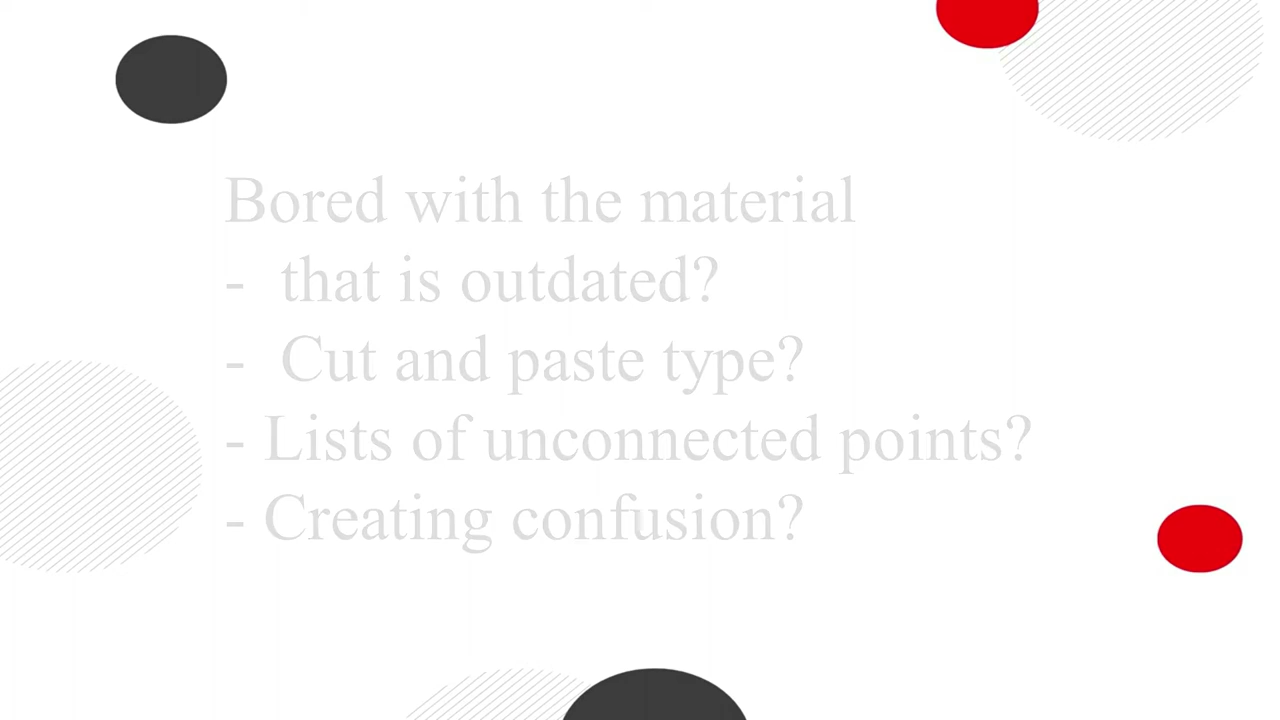 Bored with the material
- that is outdated?
- Cut and paste type?
- Lists of unconnected points?
- Creating confusion?